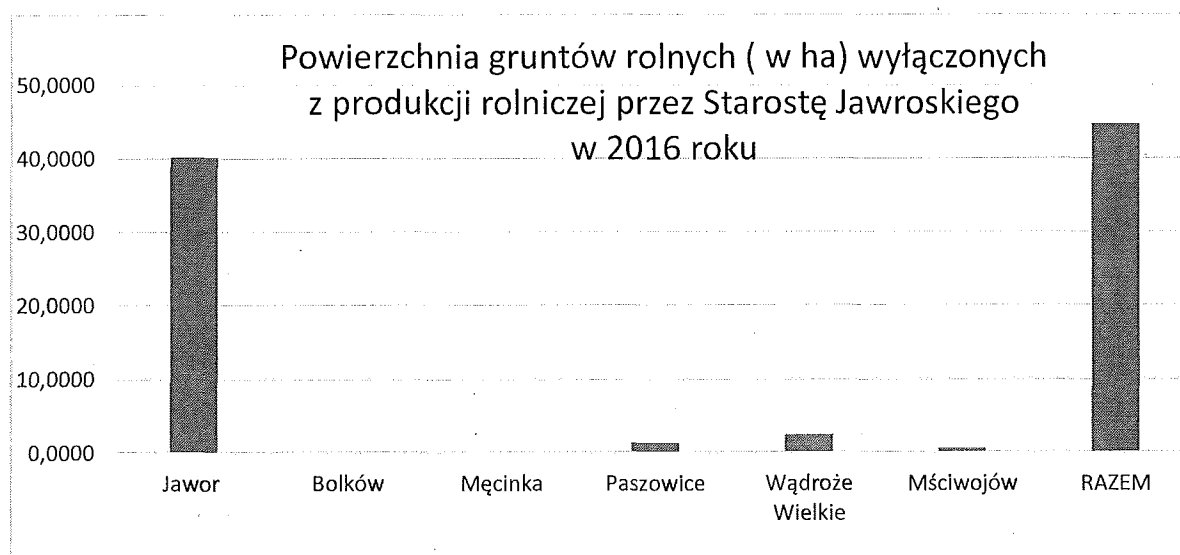 Powierzchnia gruntów rolnych ( w ha) wyłączonych
z produkcji rolniczej przez Starostę Jawroskiego
w 2016 roku
50,0000
40,0000
30,0000
20,0000
10,0000
0,0000
Jawor
Bolków
Męcinka
Paszowice
Wądroże
Wielkie
Mściwojów
RAZEM